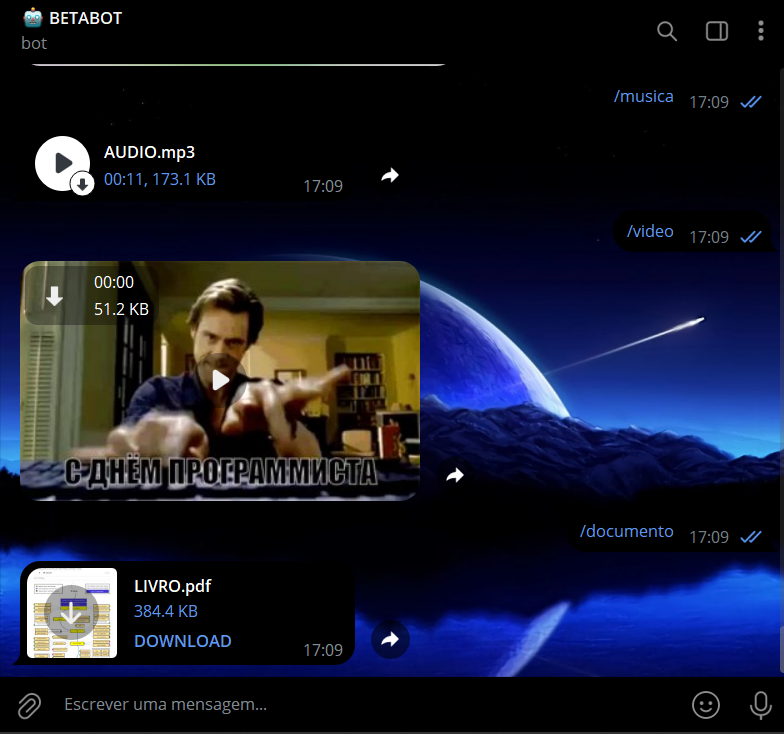 🤖 BETABOT
bot
/musica 17:09
AUDIO.mp3
00:11, 173.1 KB
17:09
/video 17:09
00:00
51.2 KB
С ДНЁМ ПРОГРАММИСТА
/documento 17:09
LIVRO.pdf
384.4 KB
DOWNLOAD
17:09
Escrever uma mensagem...